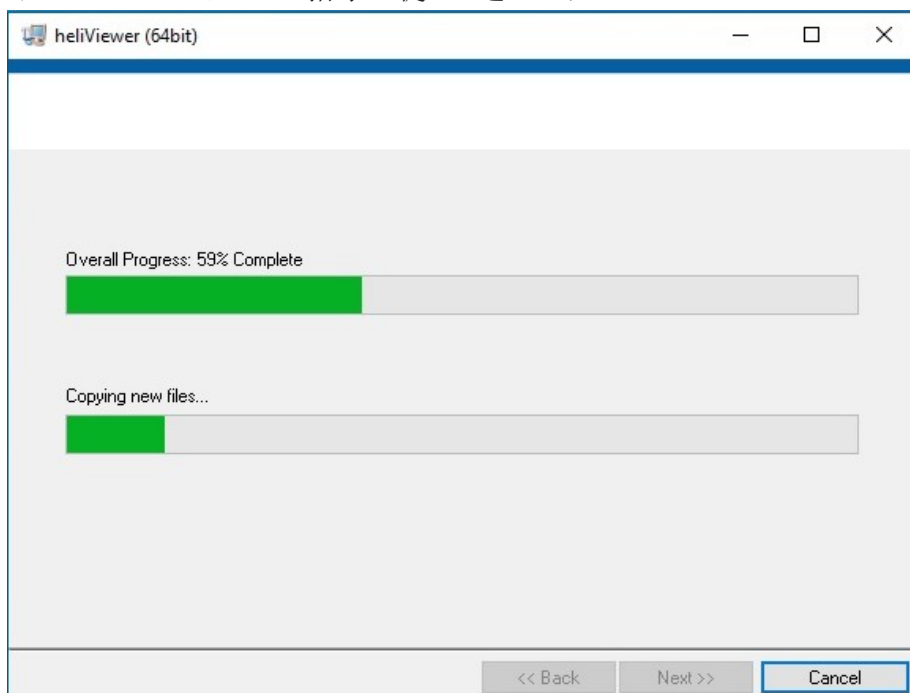 heliViewer (64bit)
Overall Progress: 59% Complete
Copying new files...
<< Back Next >> Cancel